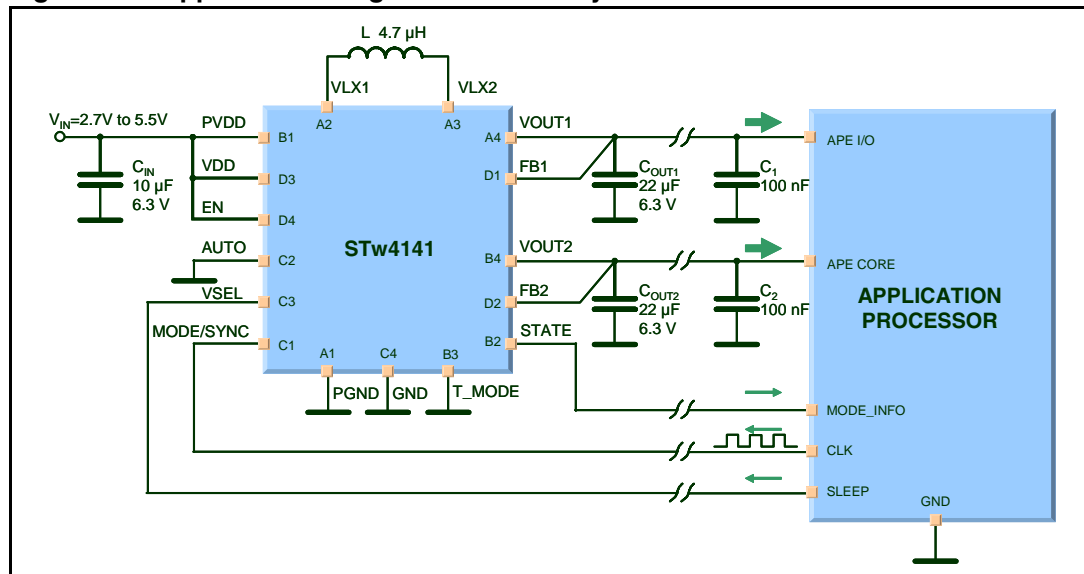 L 4.7 µH
VLX1
VLX2
A2
A3
V_IN=2.7V to 5.5V
PVDD
B1
C_IN
10 µF
6.3 V
VDD
D3
EN
D4
AUTO
C2
VSEL
C3
MODE/SYNC
C1
STw4141
A1
C4
B3
PGND
GND
T_MODE
A4
VOUT1
D1
FB1
C_OUT1
22 µF
6.3 V
C_1
100 nF
B4
VOUT2
D2
FB2
C_OUT2
22 µF
6.3 V
C_2
100 nF
STATE
B2
APE I/O
APE CORE
APPLICATION
PROCESSOR
MODE_INFO
CLK
SLEEP
GND